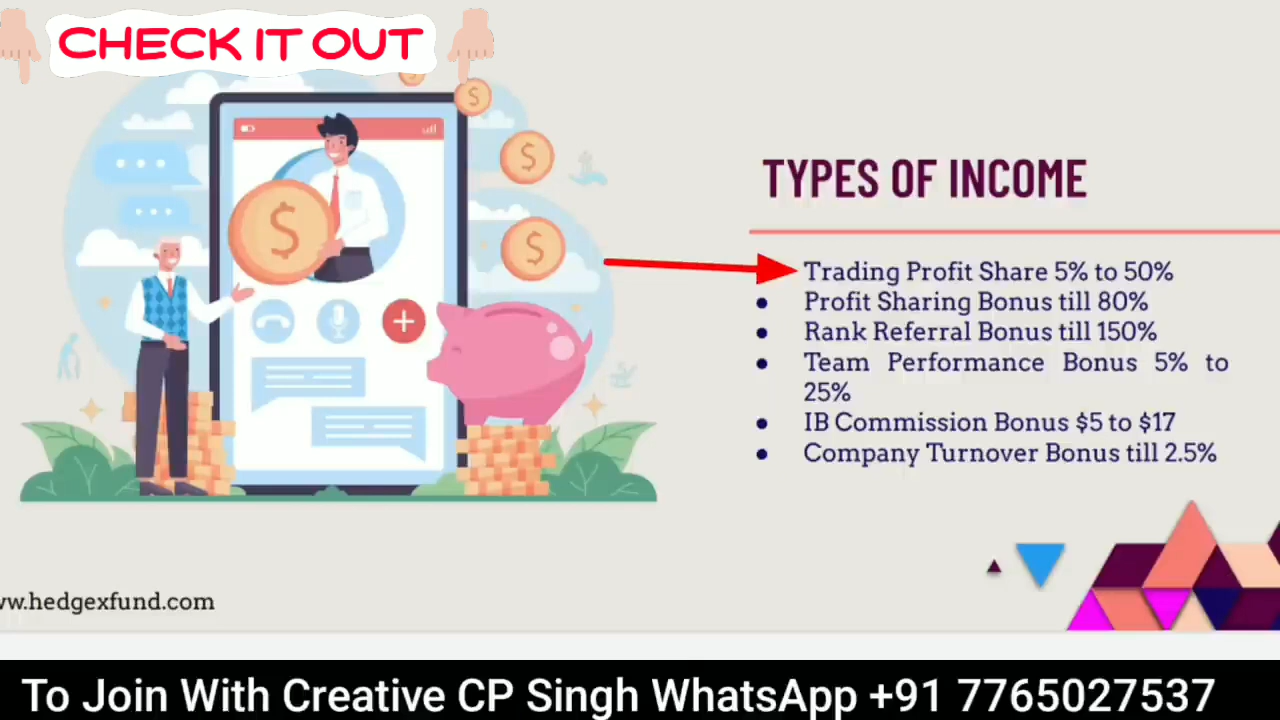 CHECK IT OUT
TYPES OF INCOME
Trading Profit Share 5% to 50%
• Profit Sharing Bonus till 80%
• Rank Referral Bonus till 150%
• Team Performance Bonus 5% to
25%
• IB Commission Bonus $5 to $17
• Company Turnover Bonus till 2.5%
ww.hedgexfund.com
To Join With Creative CP Singh WhatsApp +91 7765027537